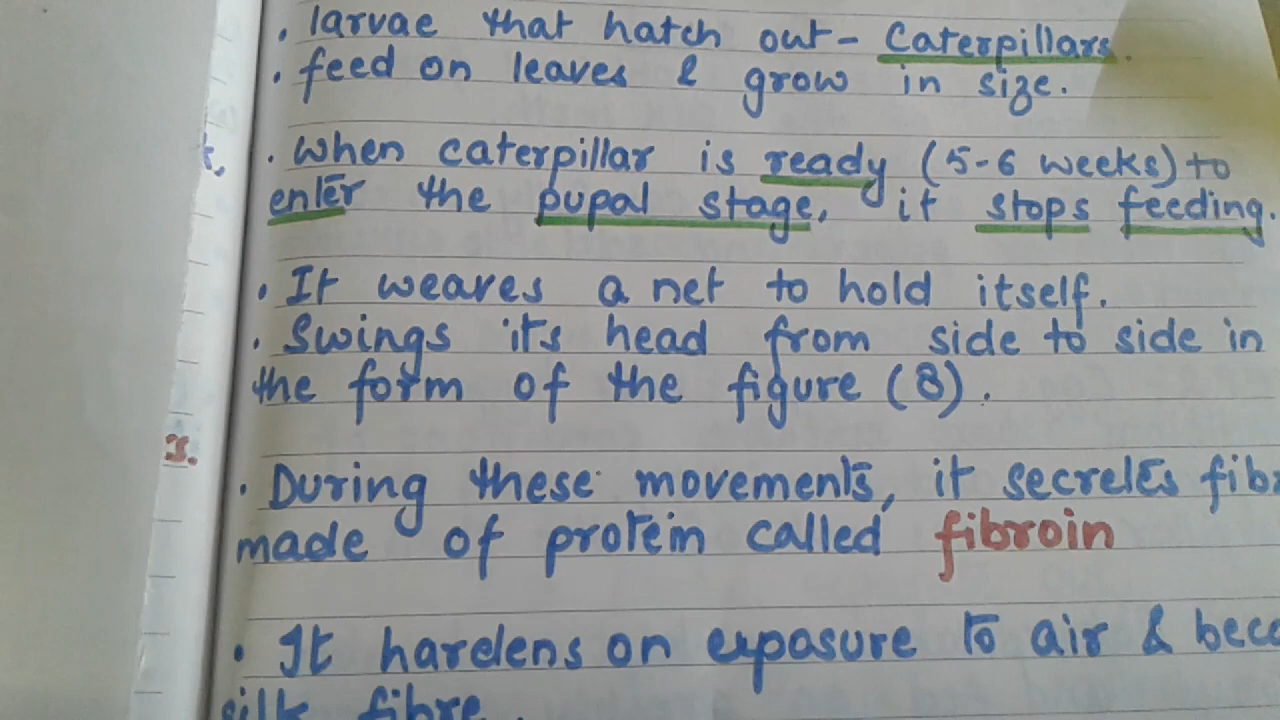 . larvae that hatch out - Caterpillars.
. feed on leaves & grow in size.
. when caterpillar is ready (5-6 weeks) to
enter the pupal stage, it stops feeding.
. It weaves a net to hold itself.
. Swings its head from side to side in
the form of the figure (8).
. During these movements, it secretes
made of protein called fibroin
. It hardens on exposure to air &
silk fibre.